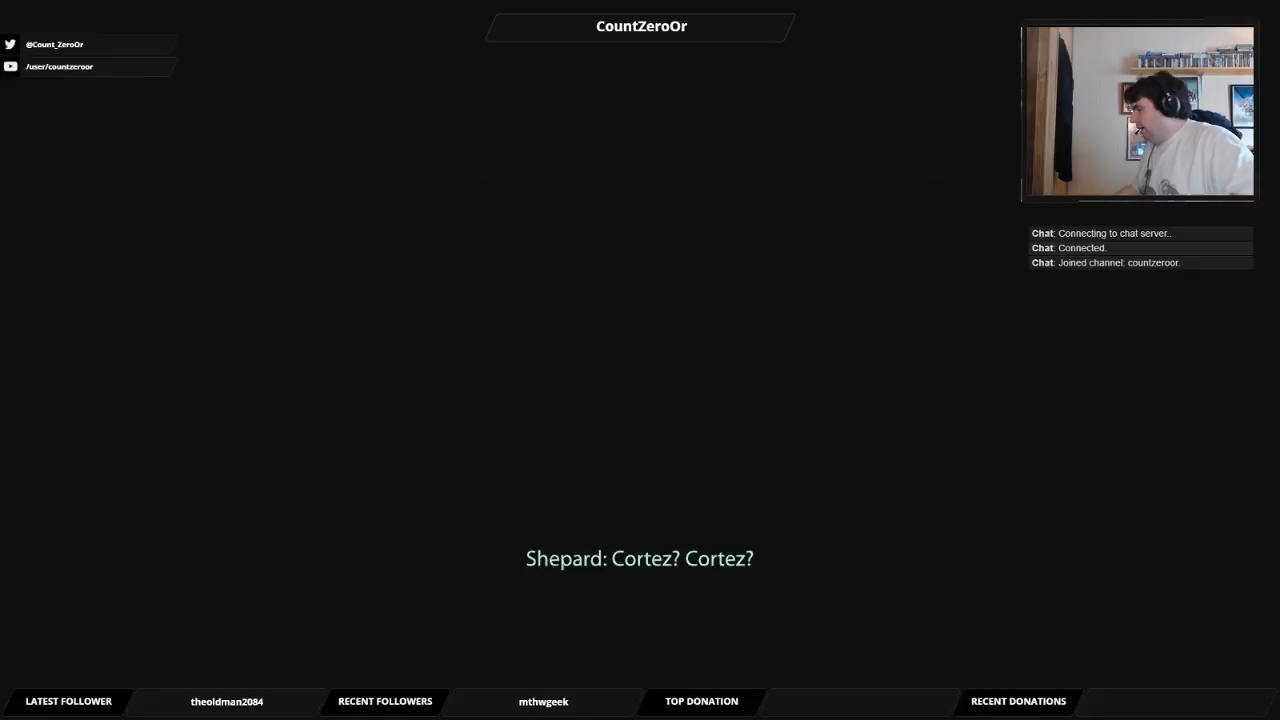 CountZeroOr
@Count_ZeroOr
/user/countzeroor
Chat: Connecting to chat server..
Chat: Connected.
Chat: Joined channel: countzeroor.
Shepard: Cortez? Cortez?
LATEST FOLLOWER theoldman2084 RECENT FOLLOWERS mthwgeek TOP DONATION RECENT DONATIONS